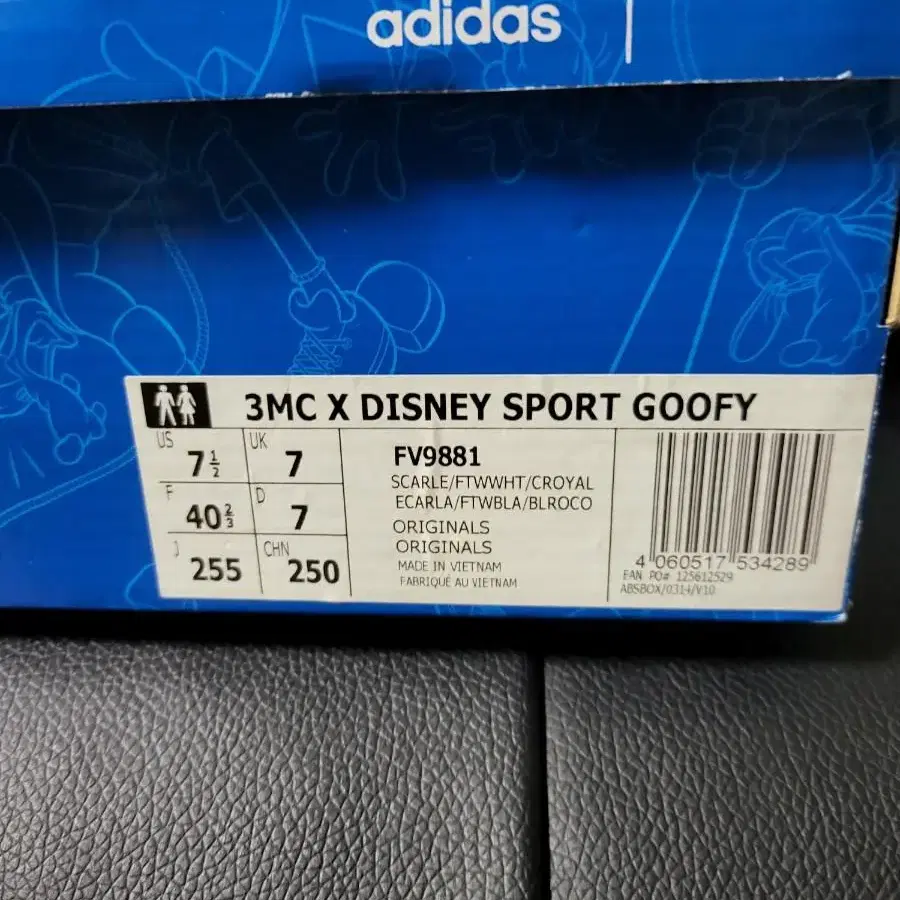 adidas
3MC X DISNEY SPORT GOOFY
US 7½ UK 7
F 40⅔ D 7
J 255 CHN 250
FV9881
SCARLE/FTWWHT/CROYAL
ECARLA/FTWBLA/BLROCO
ORIGINALS
ORIGINALS
MADE IN VIETNAM
FABRIQUÉ AU VIETNAM
4 060517 534289
EAN PO# 125612529
ABSBOX/0314/V10